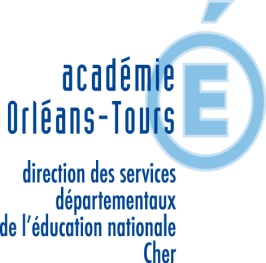 académie
Orléans-Tours
É
direction des services
départementaux
de l'éducation nationale
Cher